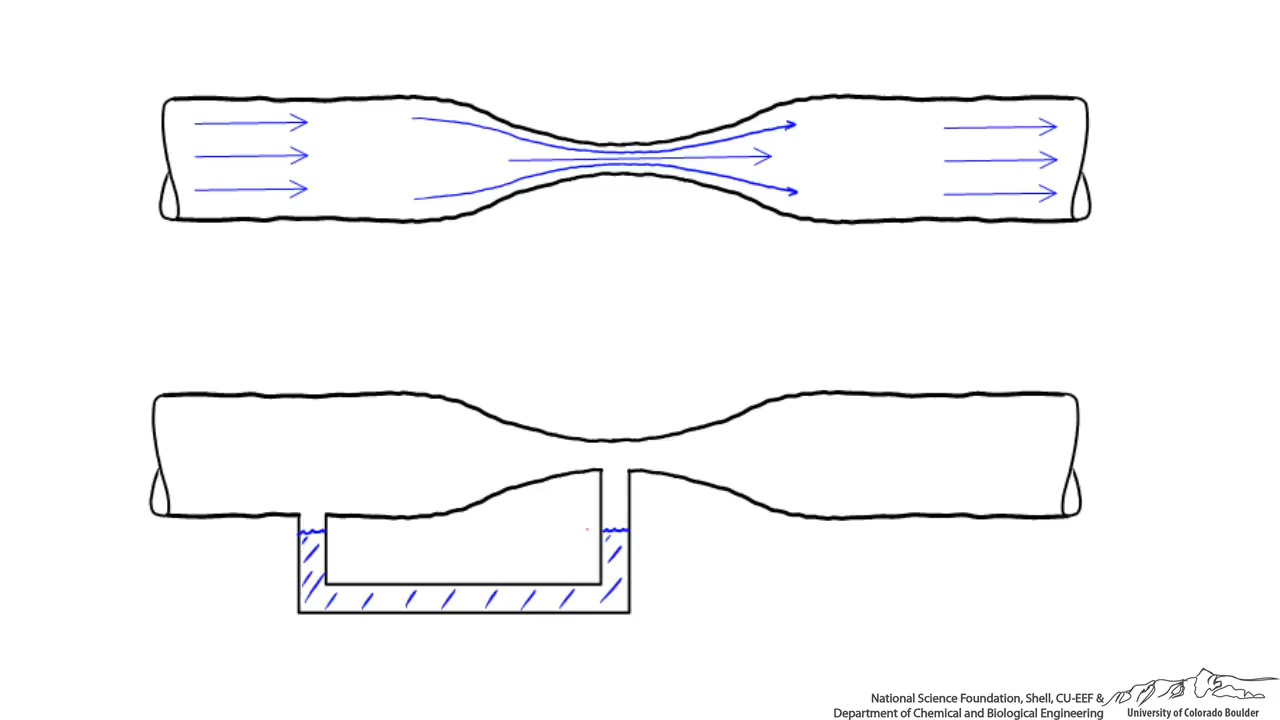 National Science Foundation, Shell, CU-EEF &
Department of Chemical and Biological Engineering
University of Colorado Boulder